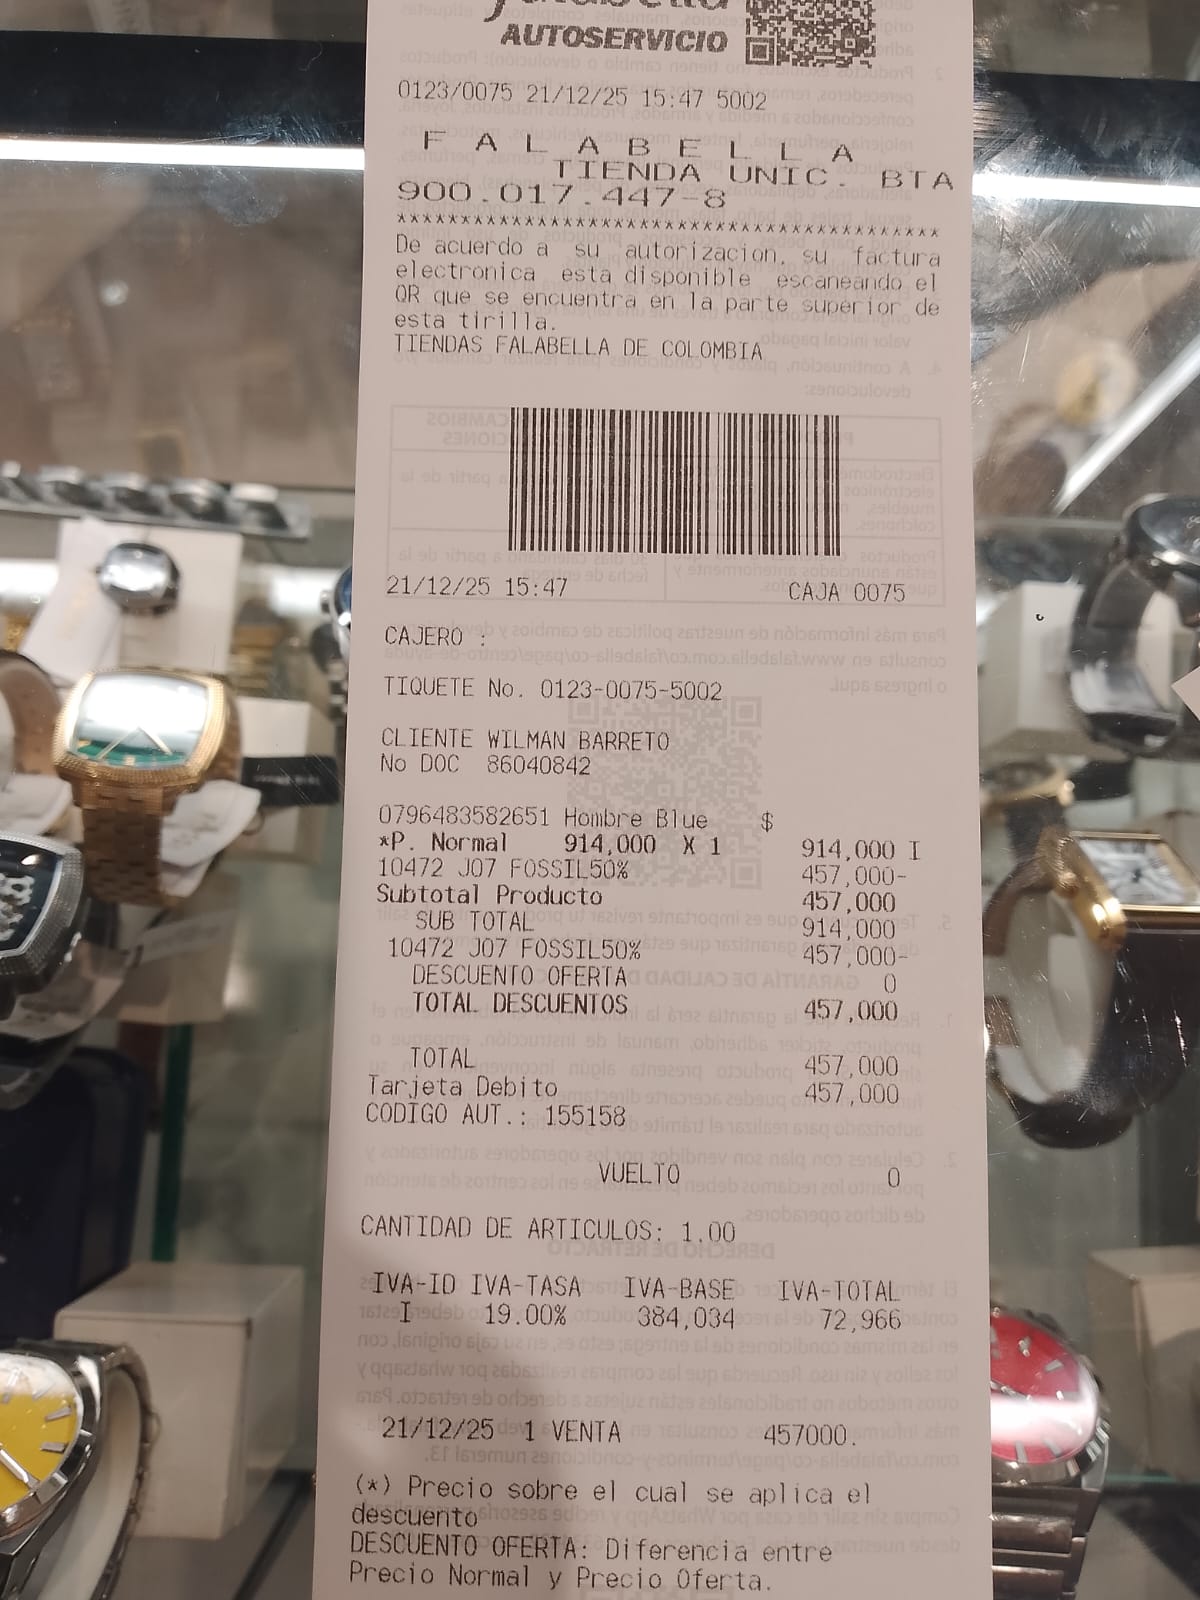 falabella
AUTOSERVICIO
0123/0075 21/12/25 15:47 5002
F A L A B E L L A
TIENDA UNIC. BTA
900.017.447-8
******************************************
De acuerdo a su autorizacion, su factura
electronica esta disponible escaneando el
QR que se encuentra en la parte superior de
esta tirilla.
TIENDAS FALABELLA DE COLOMBIA
21/12/25 15:47 CAJA 0075
CAJERO :
TIQUETE No. 0123-0075-5002
CLIENTE WILMAN BARRETO
No DOC 86040842
0796483582651 Hombre Blue $
*P. Normal 914,000 X 1 914,000 I
10472 J07 FOSSIL50% 457,000-
Subtotal Producto 457,000
SUB TOTAL 914,000
10472 J07 FOSSIL50% 457,000-
DESCUENTO OFERTA 0
TOTAL DESCUENTOS 457,000
TOTAL 457,000
Tarjeta Debito 457,000
CODIGO AUT.: 155158
VUELTO 0
CANTIDAD DE ARTICULOS: 1.00
IVA-ID IVA-TASA IVA-BASE IVA-TOTAL
I 19.00% 384,034 72,966
21/12/25 1 VENTA 457000.
(*) Precio sobre el cual se aplica el
descuento
DESCUENTO OFERTA: Diferencia entre
Precio Normal y Precio Oferta.